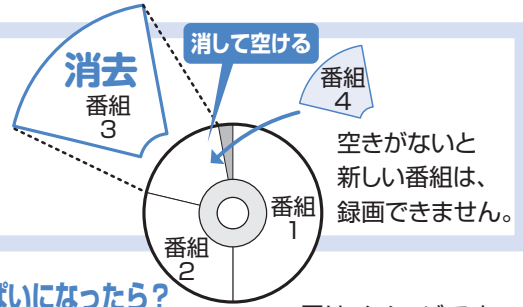 消して空ける
消去
番組
3
番組
4
空きがないと
新しい番組は、
録画できません。
番組
1
番組
2
ぱいになったら？